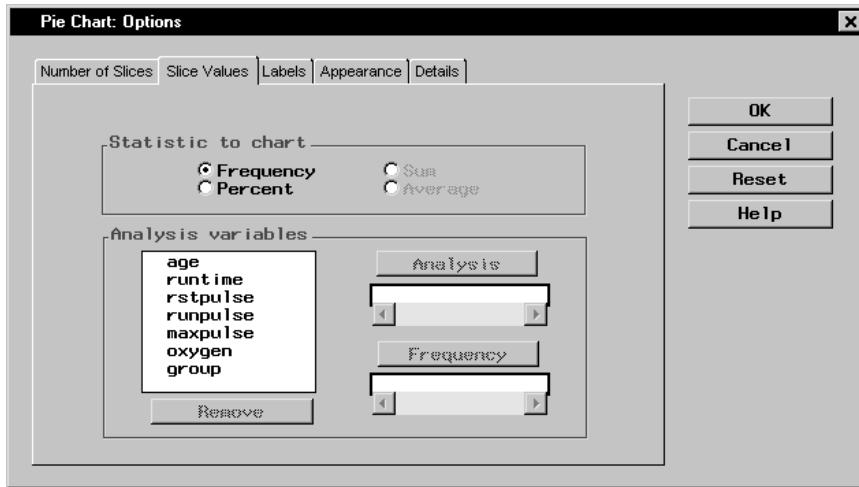 Pie Chart: Options
Number of Slices Slice Values Labels Appearance Details
Statistic to chart
Frequency Sum
Percent Average
OK
Cancel
Reset
Help
Analysis variables
age
runtime
rstpulse
runpulse
maxpulse
oxygen
group
Remove
Analysis
Frequency